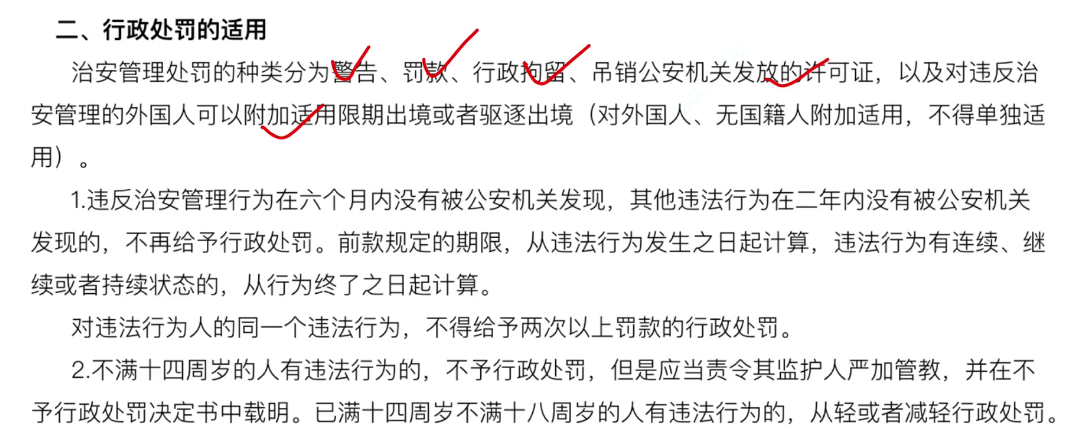 二、行政处罚的适用
治安管理处罚的种类分为警告、罚款、行政拘留、吊销公安机关发放的许可证，以及对违反治
安管理的外国人可以附加适用限期出境或者驱逐出境（对外国人、无国籍人附加适用，不得单独适
用）。
1.违反治安管理行为在六个月内没有被公安机关发现，其他违法行为在二年内没有被公安机关
发现的，不再给予行政处罚。前款规定的期限，从违法行为发生之日起计算，违法行为有连续、继
续或者持续状态的，从行为终了之日起计算。
对违法行为人的同一个违法行为，不得给予两次以上罚款的行政处罚。
2.不满十四周岁的人有违法行为的，不予行政处罚，但是应当责令其监护人严加管教，并在不
予行政处罚决定书中载明。已满十四周岁不满十八周岁的人有违法行为的，从轻或者减轻行政处罚。